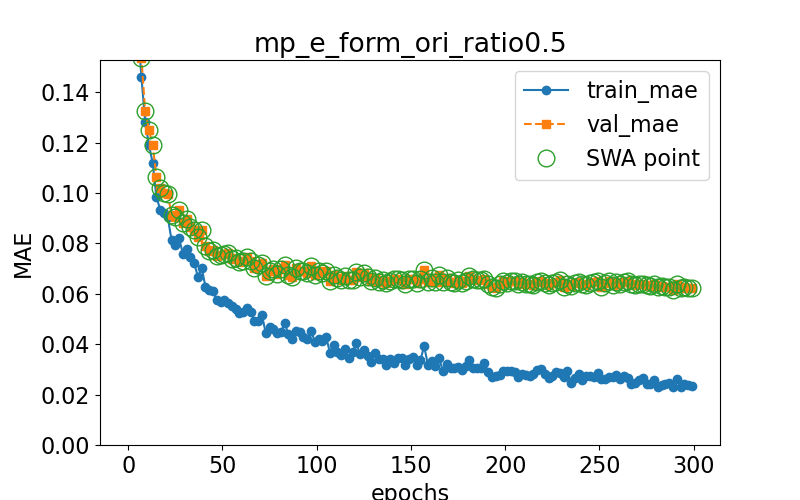 mp_e_form_ori_ratio0.5
train_mae
val_mae
SWA point
MAE
0.14
0.12
0.10
0.08
0.06
0.04
0.02
0.00
0 50 100 150 200 250 300
epochs